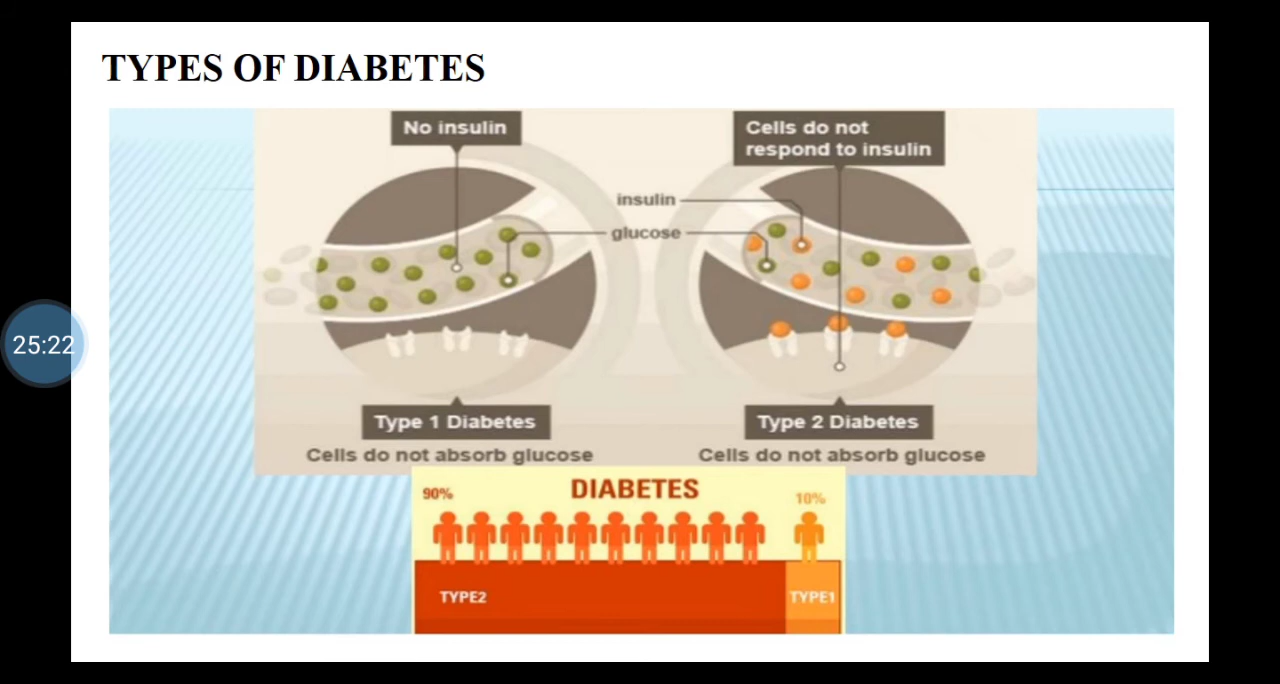 TYPES OF DIABETES
No insulin
Cells do not
respond to insulin
insulin
glucose
25:22
Type 1 Diabetes
Type 2 Diabetes
Cells do not absorb glucose
Cells do not absorb glucose
90%
DIABETES
10%
TYPE2
TYPE1